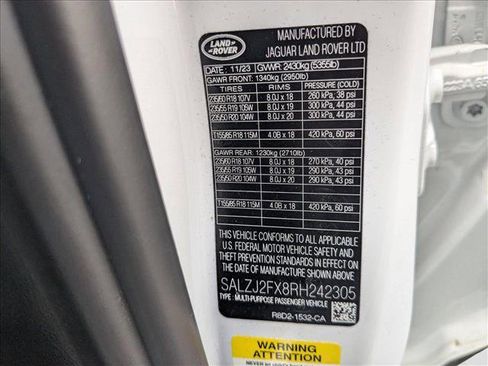 LAND
ROVER
MANUFACTURED BY
JAGUAR LAND ROVER LTD
DATE : 11/23 GVWR: 2430kg (5355lb)
GAWR FRONT: 1340kg (2950lb)
TIRES RIMS PRESSURE (COLD)
235/60 R18 107V 8.0J x 18 260 kPa, 38 psi
235/55 R19 105W 8.0J x 19 300 kPa, 44 psi
235/50 R20 104W 8.0J x 20 300 kPa, 44 psi
T155/85 R18 115M 4.0B x 18 420 kPa, 60 psi
GAWR REAR: 1230kg (2710lb)
235/60 R18 107V 8.0J x 18 270 kPa, 40 psi
235/55 R19 105W 8.0J x 19 290 kPa, 43 psi
235/50 R20 104W 8.0J x 20 290 kPa, 43 psi
T155/85 R18 115M 4.0B x 18 420 kPa, 60 psi
THIS VEHICLE CONFORMS TO ALL APPLICABLE
U.S. FEDERAL MOTOR VEHICLE SAFETY AND
THEFT PREVENTION STANDARDS IN EFFECT ON
THE DATE OF MANUFACTURE SHOWN ABOVE
SALZJ2FX8RH242305
TYPE : MULTI-PURPOSE PASSENGER VEHICLE
R8D2-1532-CA
WARNING
ATTENTION